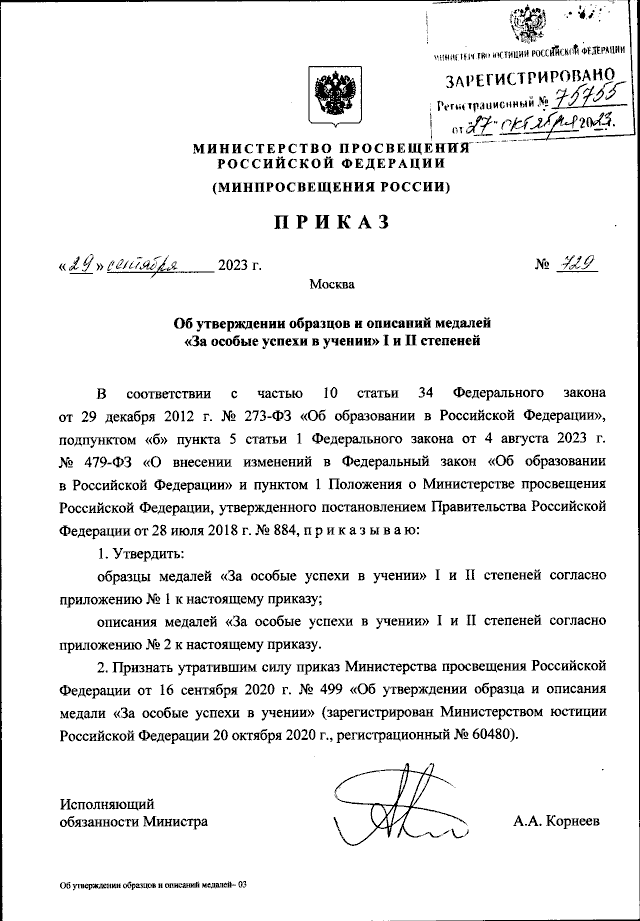 МИНИСТЕРСТВО ЮСТИЦИИ РОССИЙСКОЙ ФЕДЕРАЦИИ
ЗАРЕГИСТРИРОВАНО
Регистрационный № 75755
от "27" октября 2023.
МИНИСТЕРСТВО ПРОСВЕЩЕНИЯ
РОССИЙСКОЙ ФЕДЕРАЦИИ
(МИНПРОСВЕЩЕНИЯ РОССИИ)
ПРИКАЗ
«29» сентября 2023 г.
№ 729
Москва
Об утверждении образцов и описаний медалей
«За особые успехи в учении» I и II степеней
В соответствии с частью 10 статьи 34 Федерального закона
от 29 декабря 2012 г. № 273-ФЗ «Об образовании в Российской Федерации»,
подпунктом «б» пункта 5 статьи 1 Федерального закона от 4 августа 2023 г.
№ 479-ФЗ «О внесении изменений в Федеральный закон «Об образовании
в Российской Федерации» и пунктом 1 Положения о Министерстве просвещения
Российской Федерации, утвержденного постановлением Правительства Российской
Федерации от 28 июля 2018 г. № 884, п р и к а з ы в а ю:
1. Утвердить:
образцы медалей «За особые успехи в учении» I и II степеней согласно
приложению № 1 к настоящему приказу;
описания медалей «За особые успехи в учении» I и II степеней согласно
приложению № 2 к настоящему приказу.
2. Признать утратившим силу приказ Министерства просвещения Российской
Федерации от 16 сентября 2020 г. № 499 «Об утверждении образца и описания
медали «За особые успехи в учении» (зарегистрирован Министерством юстиции
Российской Федерации 20 октября 2020 г., регистрационный № 60480).
Исполняющий
обязанности Министра
А.А. Корнеев
Об утверждении образцов и описаний медалей– 03